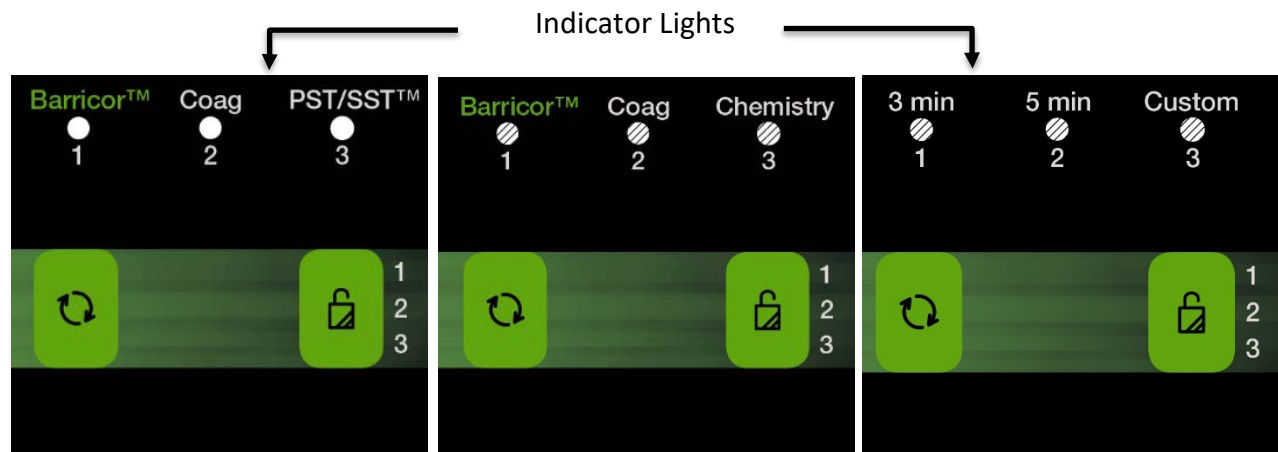 Indicator Lights
Barricor™ Coag PST/SST™
1 2 3
1
2
3
Barricor™ Coag Chemistry
1 2 3
1
2
3
3 min 5 min Custom
1 2 3
1
2
3